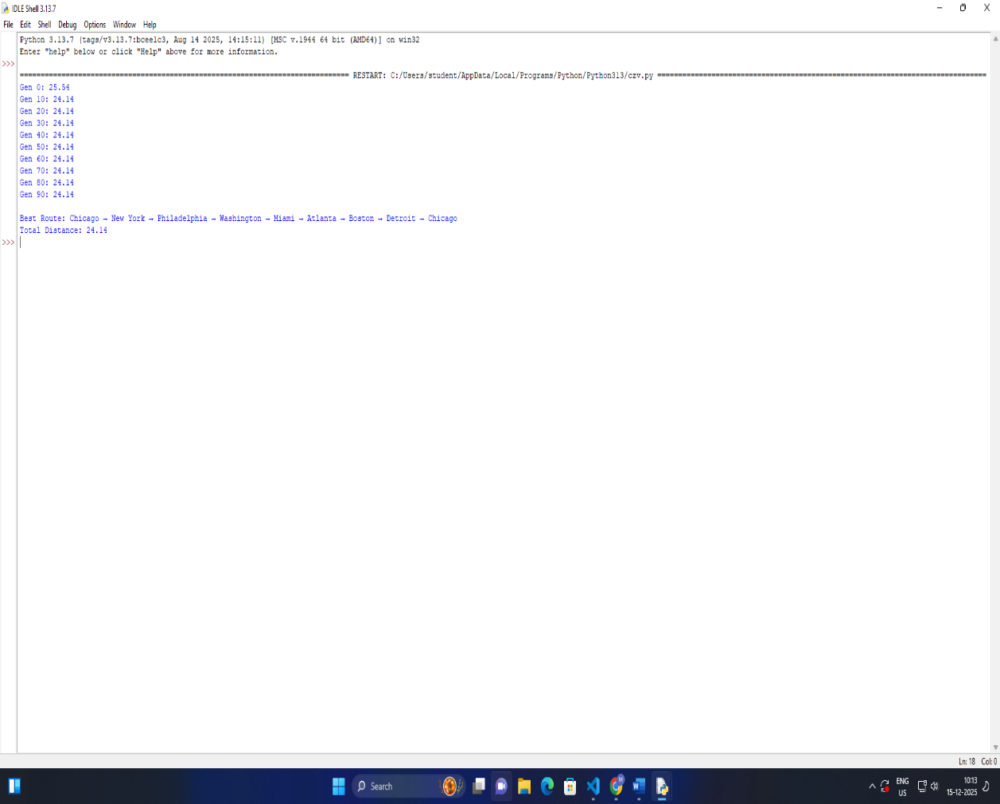 IDLE Shell 3.13.7
File Edit Shell Debug Options Window Help
Python 3.13.7 (tags/v3.13.7:bcee1c3, Aug 14 2025, 14:15:11) [MSC v.1944 64 bit (AMD64)] on win32
Enter "help" below or click "Help" above for more information.
>>>
================================================================================ RESTART: C:/Users/student/AppData/Local/Programs/Python/Python313/czv.py ================================================================================
Gen 0: 25.54
Gen 10: 24.14
Gen 20: 24.14
Gen 30: 24.14
Gen 40: 24.14
Gen 50: 24.14
Gen 60: 24.14
Gen 70: 24.14
Gen 80: 24.14
Gen 90: 24.14
Best Route: Chicago → New York → Philadelphia → Washington → Miami → Atlanta → Boston → Detroit → Chicago
Total Distance: 24.14
>>>
Ln: 18 Col: 0
Search
M
W
ENG
US
10:13
15-12-2025